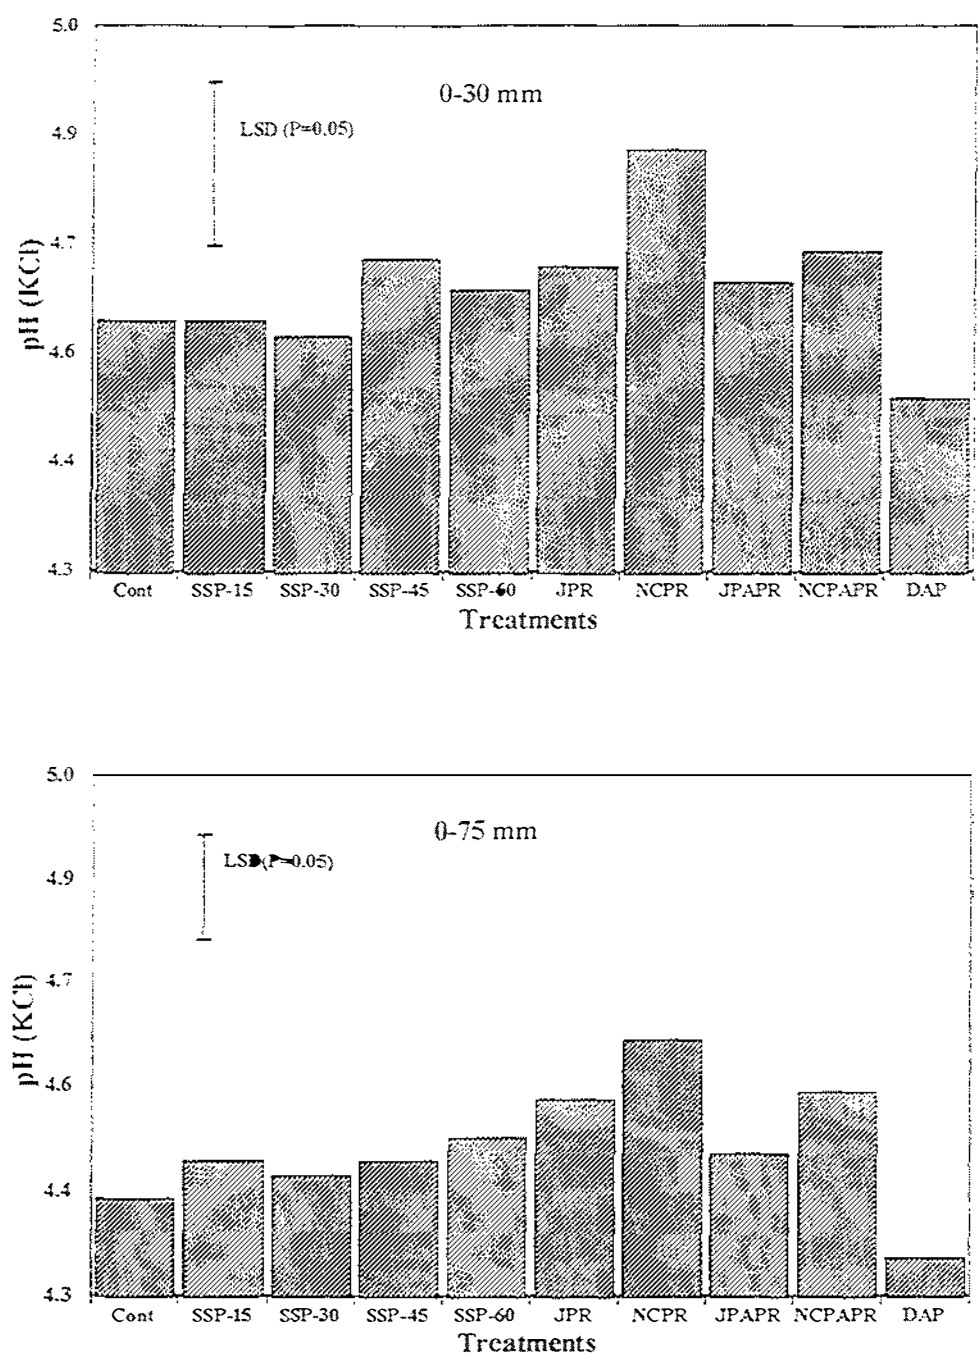 5.0
0-30 mm
LSD (P=0.05)
4.9
4.7
pH (KCl)
4.6
4.4
4.3
Cont SSP-15 SSP-30 SSP-45 SSP-60 JPR NCPR JPAPR NCPAPR DAP
Treatments
5.0
0-75 mm
LSD (P=0.05)
4.9
4.7
pH (KCl)
4.6
4.4
4.3
Cont SSP-15 SSP-30 SSP-45 SSP-60 JPR NCPR JPAPR NCPAPR DAP
Treatments